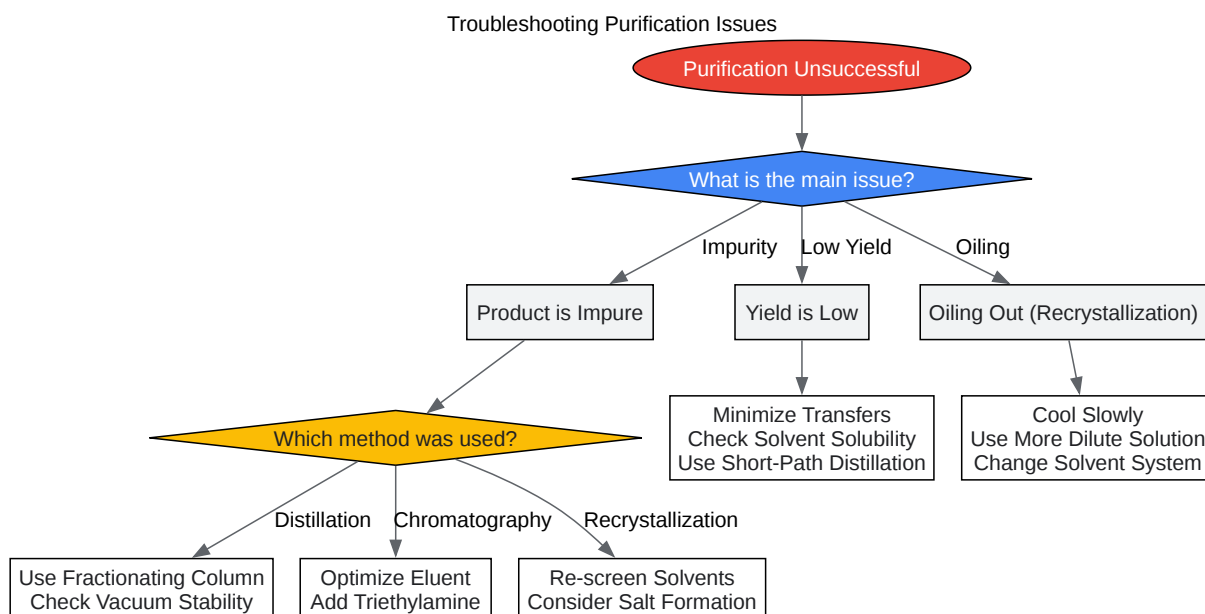 Troubleshooting Purification Issues
Purification Unsuccessful
What is the main issue?
Impurity
Low Yield
Oiling
Product is Impure
Yield is Low
Oiling Out (Recrystallization)
Minimize Transfers
Check Solvent Solubility
Use Short-Path Distillation
Cool Slowly
Use More Dilute Solution
Change Solvent System
Which method was used?
Distillation
Chromatography
Recrystallization
Use Fractionating Column
Check Vacuum Stability
Optimize Eluent
Add Triethylamine
Re-screen Solvents
Consider Salt Formation